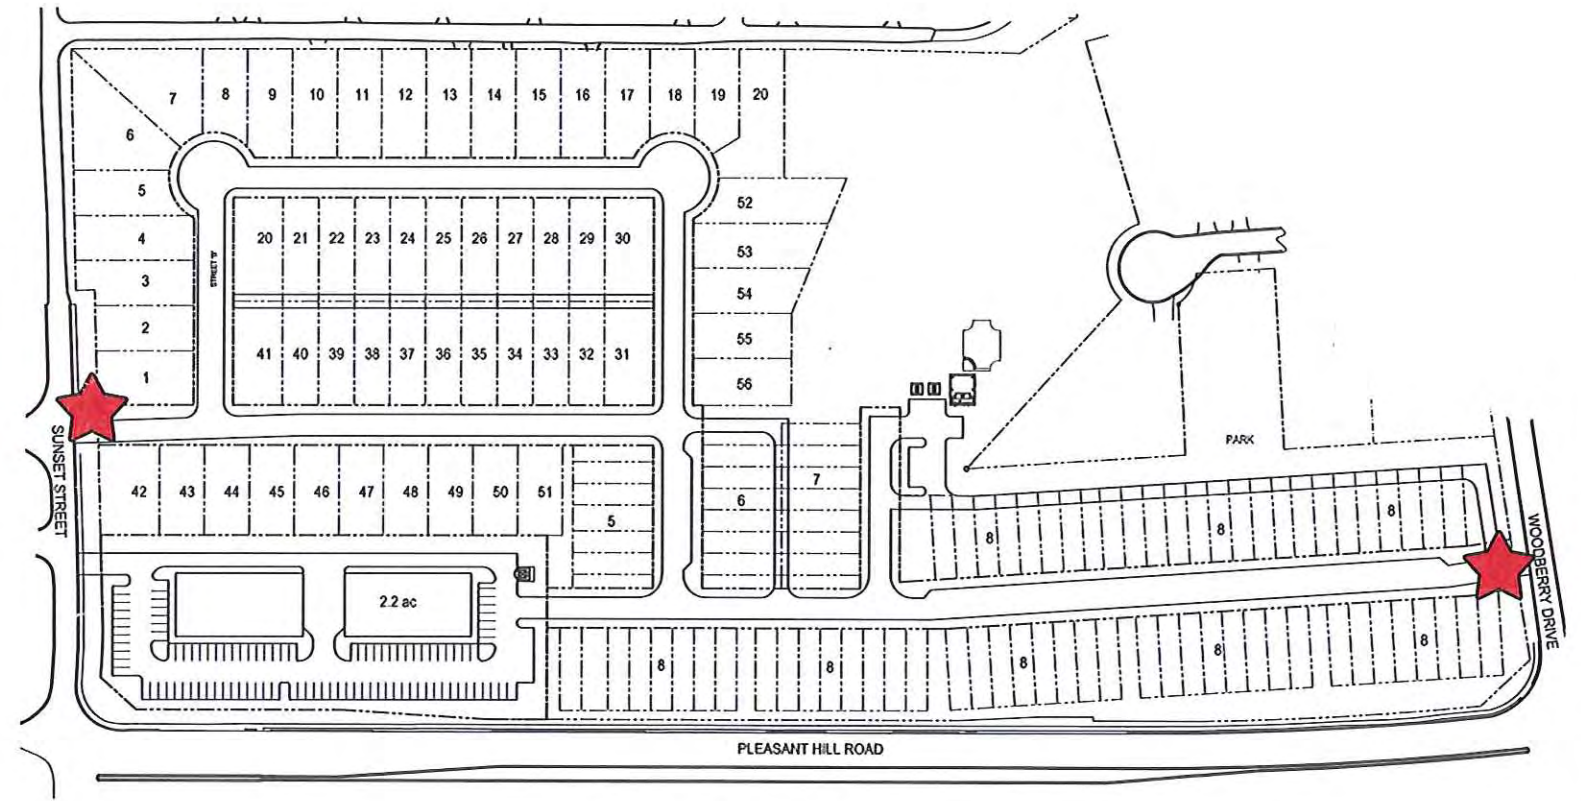 7 8 9 10 11 12 13 14 15 16 17 18 19 20
6
5
4
3
2
1
STREET 'B'
20 21 22 23 24 25 26 27 28 29 30
41 40 39 38 37 36 35 34 33 32 31
52
53
54
55
56
PARK
SUNSET STREET
42 43 44 45 46 47 48 49 50 51
5
6
7
8 8 8
WOODBERRY DRIVE
2.2 ac
8 8 8 8 8
PLEASANT HILL ROAD